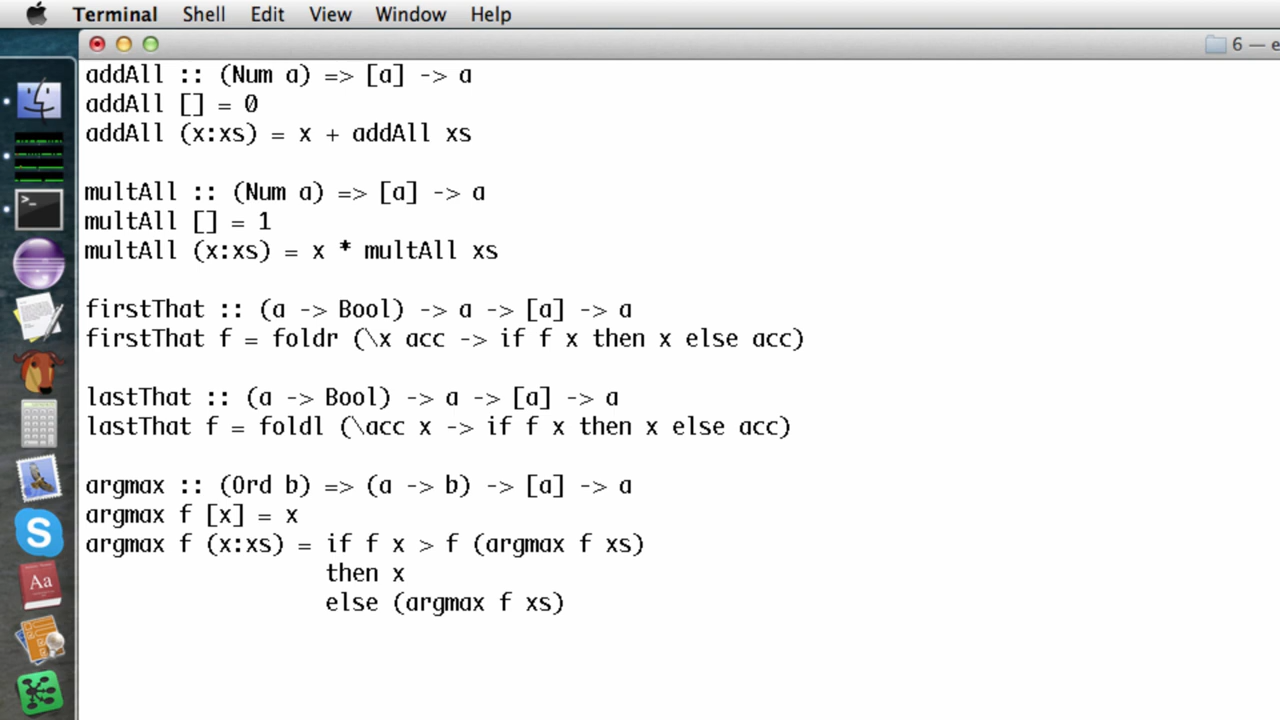 Terminal Shell Edit View Window Help
6 — e
addAll :: (Num a) => [a] -> a
addAll [] = 0
addAll (x:xs) = x + addAll xs
multAll :: (Num a) => [a] -> a
multAll [] = 1
multAll (x:xs) = x * multAll xs
firstThat :: (a -> Bool) -> a -> [a] -> a
firstThat f = foldr (\x acc -> if f x then x else acc)
lastThat :: (a -> Bool) -> a -> [a] -> a
lastThat f = foldl (\acc x -> if f x then x else acc)
argmax :: (Ord b) => (a -> b) -> [a] -> a
argmax f [x] = x
argmax f (x:xs) = if f x > f (argmax f xs)
then x
else (argmax f xs)
>_
S
Aa